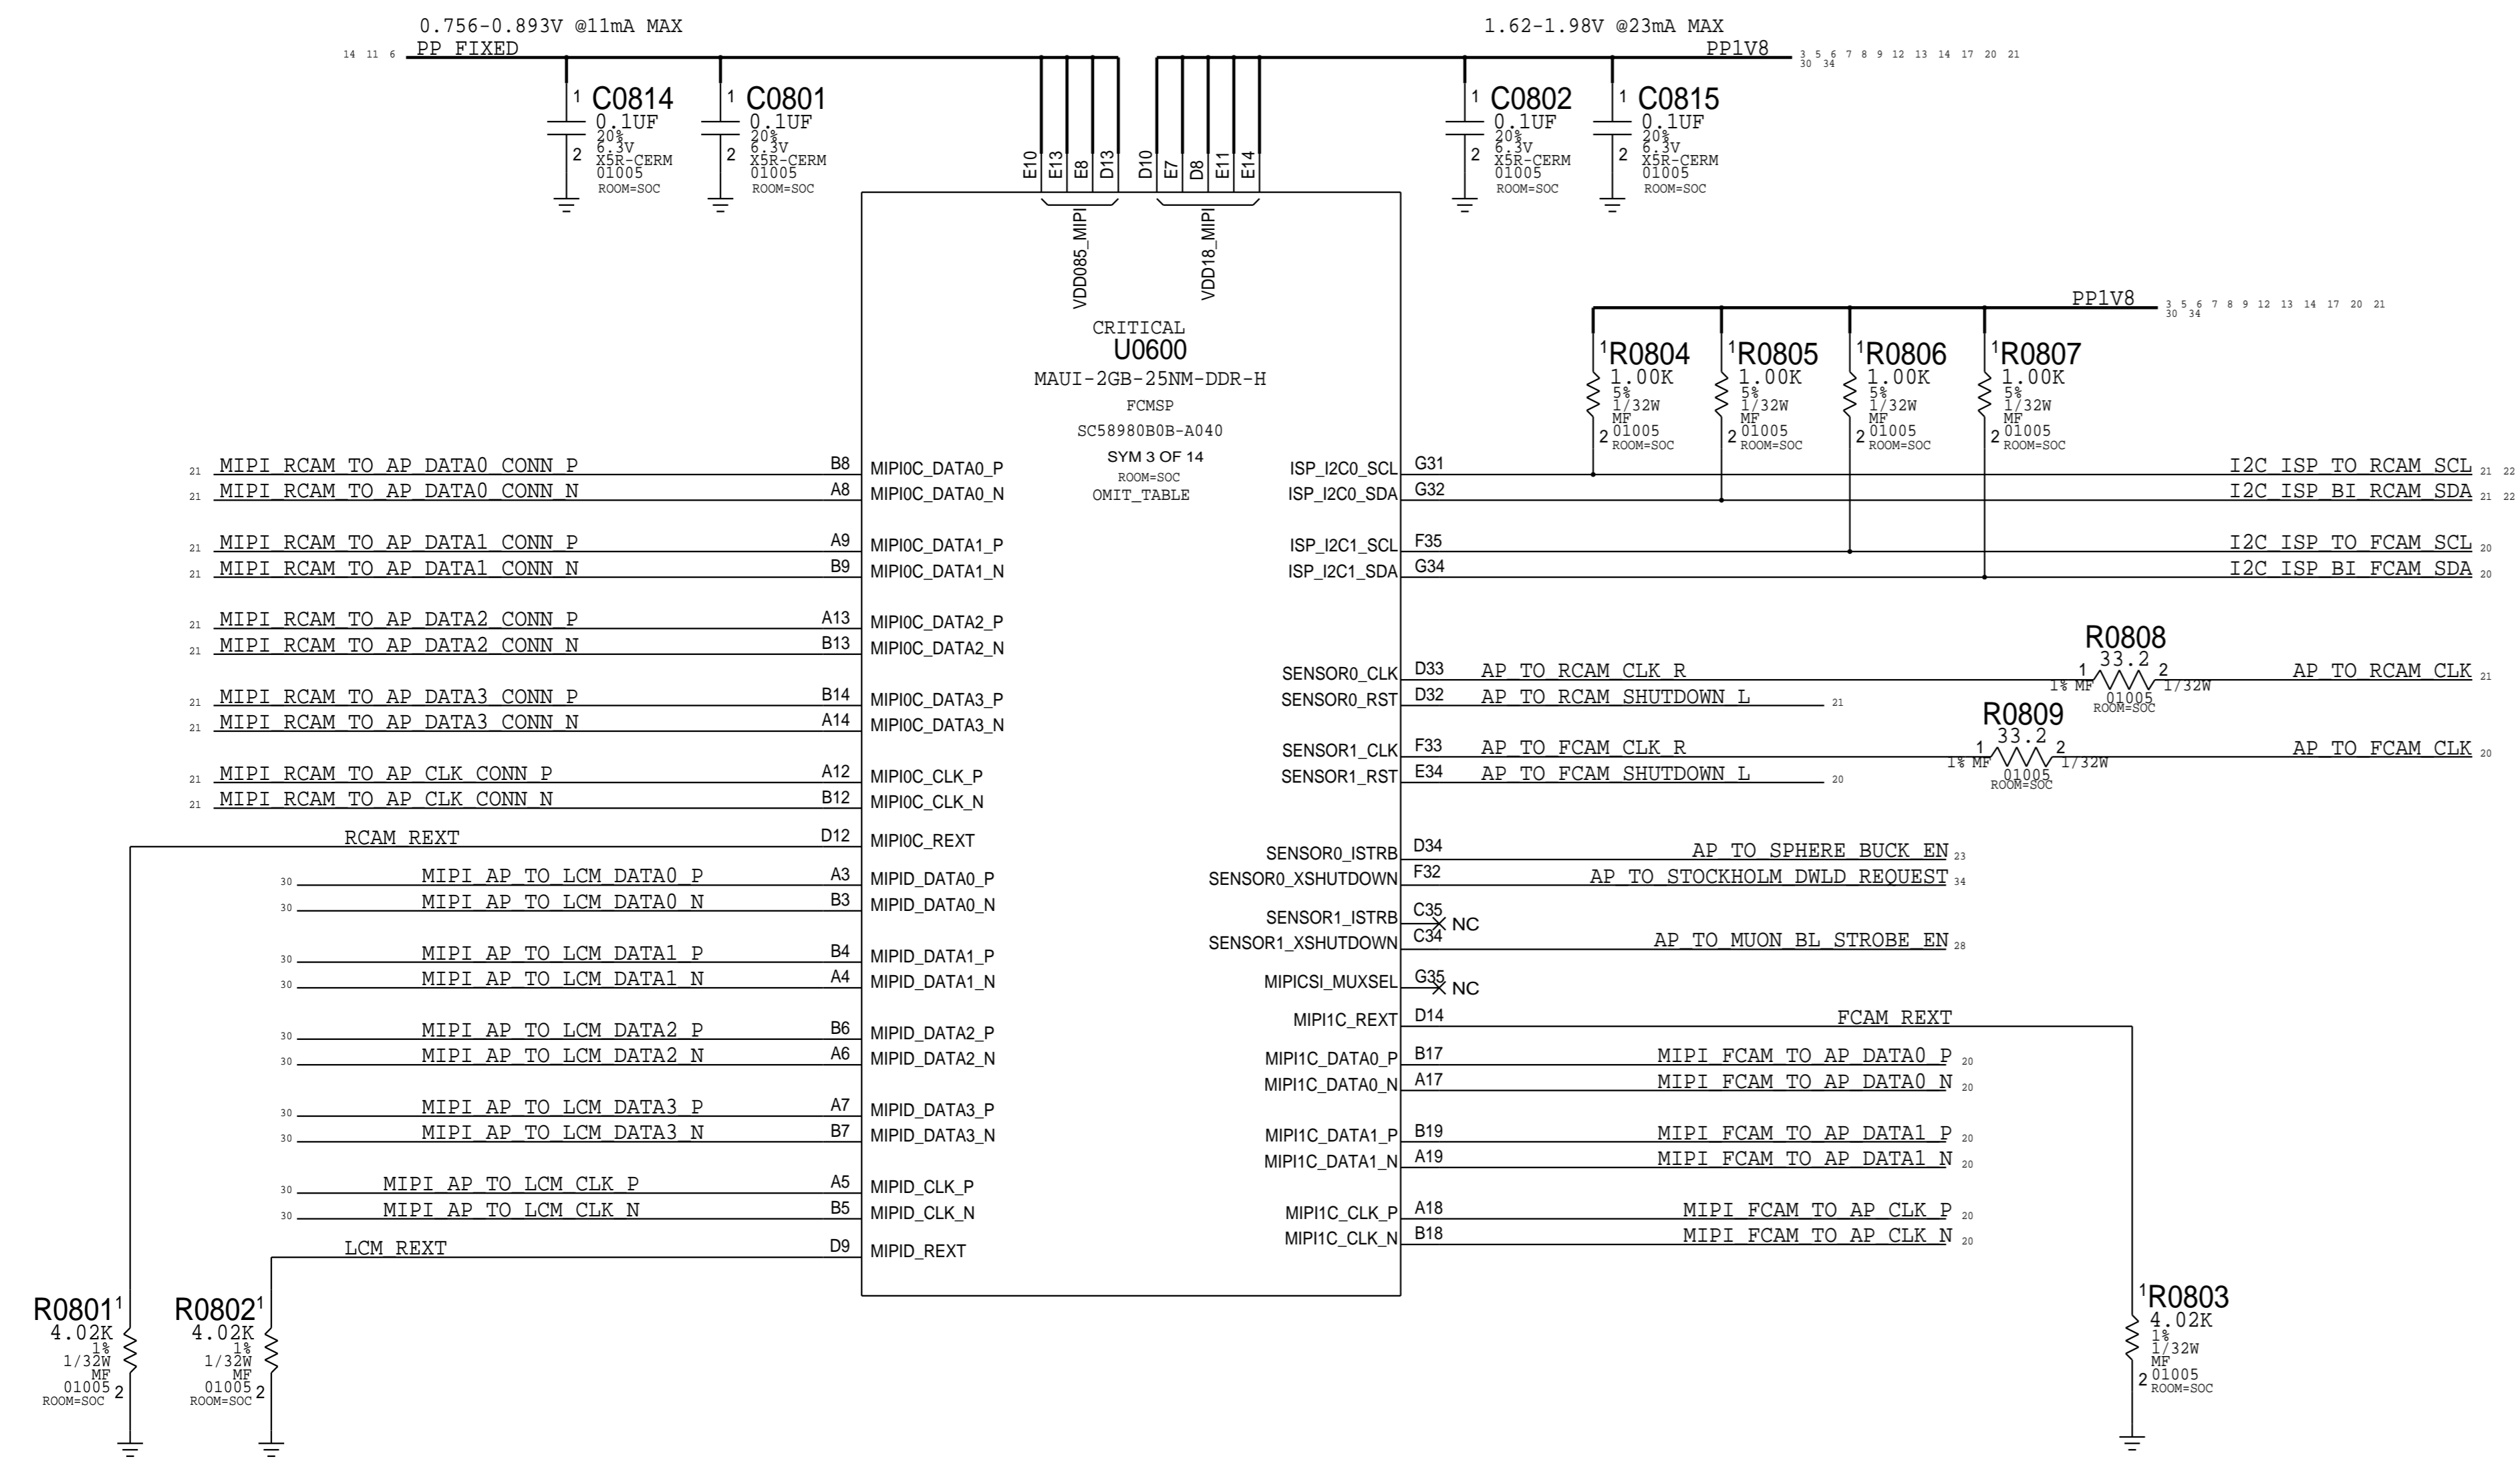 0.756-0.893V @11mA MAX
14 11 6 PP_FIXED
1.62-1.98V @23mA MAX
PP1V8 3 5 6 7 8 9 12 13 14 17 20 21
30 34
1 C0814
0.1UF
20%
6.3V
2 X5R-CERM
01005
ROOM=SOC
1 C0801
0.1UF
20%
6.3V
2 X5R-CERM
01005
ROOM=SOC
E10
E13
E8
D13
D10
E7
D8
E11
E14
1 C0802
0.1UF
20%
6.3V
2 X5R-CERM
01005
ROOM=SOC
1 C0815
0.1UF
20%
6.3V
2 X5R-CERM
01005
ROOM=SOC
VDD085_MIPI
VDD18_MIPI
CRITICAL
U0600
MAUI-2GB-25NM-DDR-H
FCMSP
SC58980B0B-A040
SYM 3 OF 14
ROOM=SOC
OMIT_TABLE
PP1V8 3 5 6 7 8 9 12 13 14 17 20 21
30 34
1 R0804
1.00K
5%
1/32W
MF
2 01005
ROOM=SOC
1 R0805
1.00K
5%
1/32W
MF
2 01005
ROOM=SOC
1 R0806
1.00K
5%
1/32W
MF
2 01005
ROOM=SOC
1 R0807
1.00K
5%
1/32W
MF
2 01005
ROOM=SOC
21 MIPI_RCAM_TO_AP_DATA0_CONN_P B8 MIPI0C_DATA0_P
21 MIPI_RCAM_TO_AP_DATA0_CONN_N A8 MIPI0C_DATA0_N
21 MIPI_RCAM_TO_AP_DATA1_CONN_P A9 MIPI0C_DATA1_P
21 MIPI_RCAM_TO_AP_DATA1_CONN_N B9 MIPI0C_DATA1_N
21 MIPI_RCAM_TO_AP_DATA2_CONN_P A13 MIPI0C_DATA2_P
21 MIPI_RCAM_TO_AP_DATA2_CONN_N B13 MIPI0C_DATA2_N
21 MIPI_RCAM_TO_AP_DATA3_CONN_P B14 MIPI0C_DATA3_P
21 MIPI_RCAM_TO_AP_DATA3_CONN_N A14 MIPI0C_DATA3_N
21 MIPI_RCAM_TO_AP_CLK_CONN_P A12 MIPI0C_CLK_P
21 MIPI_RCAM_TO_AP_CLK_CONN_N B12 MIPI0C_CLK_N
RCAM_REXT D12 MIPI0C_REXT
30 MIPI_AP_TO_LCM_DATA0_P A3 MIPID_DATA0_P
30 MIPI_AP_TO_LCM_DATA0_N B3 MIPID_DATA0_N
30 MIPI_AP_TO_LCM_DATA1_P B4 MIPID_DATA1_P
30 MIPI_AP_TO_LCM_DATA1_N A4 MIPID_DATA1_N
30 MIPI_AP_TO_LCM_DATA2_P B6 MIPID_DATA2_P
30 MIPI_AP_TO_LCM_DATA2_N A6 MIPID_DATA2_N
30 MIPI_AP_TO_LCM_DATA3_P A7 MIPID_DATA3_P
30 MIPI_AP_TO_LCM_DATA3_N B7 MIPID_DATA3_N
30 MIPI_AP_TO_LCM_CLK_P A5 MIPID_CLK_P
30 MIPI_AP_TO_LCM_CLK_N B5 MIPID_CLK_N
LCM_REXT D9 MIPID_REXT
ISP_I2C0_SCL G31 I2C_ISP_TO_RCAM_SCL 21 22
ISP_I2C0_SDA G32 I2C_ISP_BI_RCAM_SDA 21 22
ISP_I2C1_SCL F35 I2C_ISP_TO_FCAM_SCL 20
ISP_I2C1_SDA G34 I2C_ISP_BI_FCAM_SDA 20
R0808
33.2
SENSOR0_CLK D33 AP_TO_RCAM_CLK_R 1 2 AP_TO_RCAM_CLK 21
1% MF 1/32W
01005
ROOM=SOC
SENSOR0_RST D32 AP_TO_RCAM_SHUTDOWN_L 21
R0809
33.2
SENSOR1_CLK F33 AP_TO_FCAM_CLK_R 1 2 AP_TO_FCAM_CLK 20
1% MF 1/32W
01005
ROOM=SOC
SENSOR1_RST E34 AP_TO_FCAM_SHUTDOWN_L 20
SENSOR0_ISTRB D34 AP_TO_SPHERE_BUCK_EN 23
SENSOR0_XSHUTDOWN F32 AP_TO_STOCKHOLM_DWLD_REQUEST 34
SENSOR1_ISTRB C35 NC
SENSOR1_XSHUTDOWN C34 AP_TO_MUON_BL_STROBE_EN 28
MIPICSI_MUXSEL G35 NC
MIPI1C_REXT D14 FCAM_REXT
MIPI1C_DATA0_P B17 MIPI_FCAM_TO_AP_DATA0_P 20
MIPI1C_DATA0_N A17 MIPI_FCAM_TO_AP_DATA0_N 20
MIPI1C_DATA1_P B19 MIPI_FCAM_TO_AP_DATA1_P 20
MIPI1C_DATA1_N A19 MIPI_FCAM_TO_AP_DATA1_N 20
MIPI1C_CLK_P A18 MIPI_FCAM_TO_AP_CLK_P 20
MIPI1C_CLK_N B18 MIPI_FCAM_TO_AP_CLK_N 20
R0801 1
4.02K
1%
1/32W
MF
01005 2
ROOM=SOC
R0802 1
4.02K
1%
1/32W
MF
01005 2
ROOM=SOC
1 R0803
4.02K
1%
1/32W
MF
2 01005
ROOM=SOC